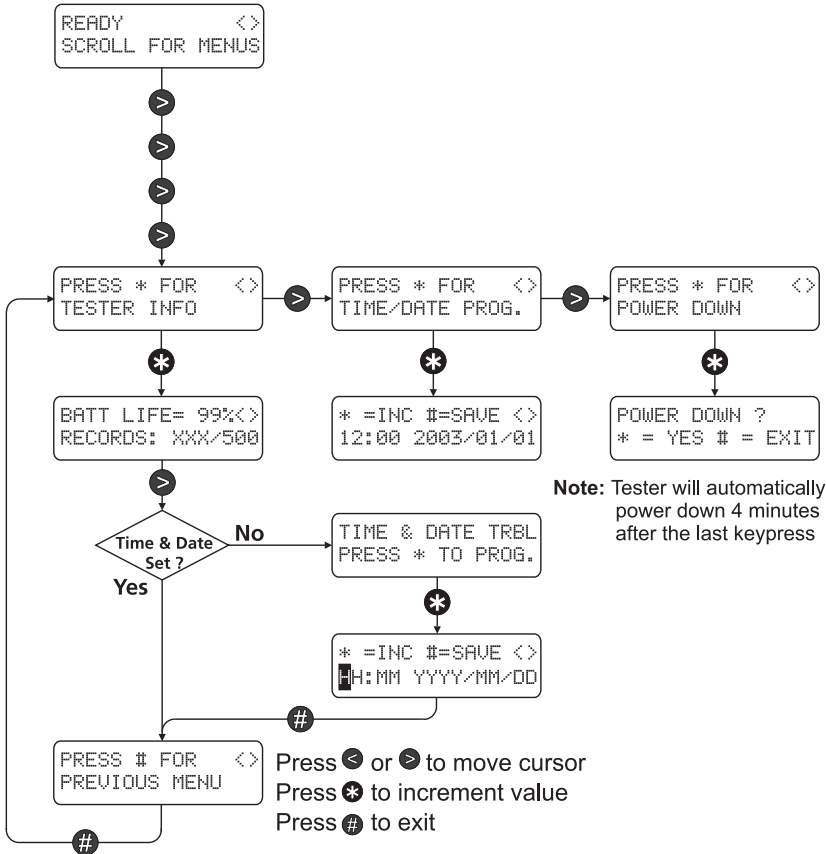 READY <>
SCROLL FOR MENUS
>
>
>
>
PRESS * FOR <>
TESTER INFO
>
PRESS * FOR <>
TIME/DATE PROG.
>
PRESS * FOR <>
POWER DOWN
*
*
*
BATT LIFE= 99%<>
RECORDS: XXX/500
* =INC #=SAVE <>
12:00 2003/01/01
POWER DOWN ?
* = YES # = EXIT
>
Note: Tester will automatically
power down 4 minutes
after the last keypress
Time & Date
Set ?
No
Yes
TIME & DATE TRBL
PRESS * TO PROG.
*
* =INC #=SAVE <>
HH:MM YYYY/MM/DD
#
PRESS # FOR <>
PREVIOUS MENU
#
Press < or > to move cursor
Press * to increment value
Press # to exit